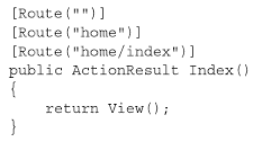 [Route("")]
[Route("home")]
[Route("home/index")]
public ActionResult Index()
{
    return View();
}